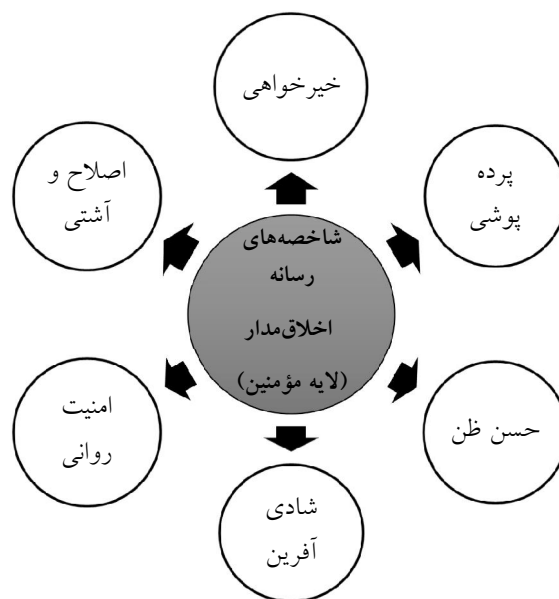 خیرخواهی
پرده
پوشی
حسن ظن
شادی
آفرین
امنیت
روانی
اصلاح و
آشتی
شاخصه‌های
رسانه
اخلاق‌مدار
(لایه مؤمنین)